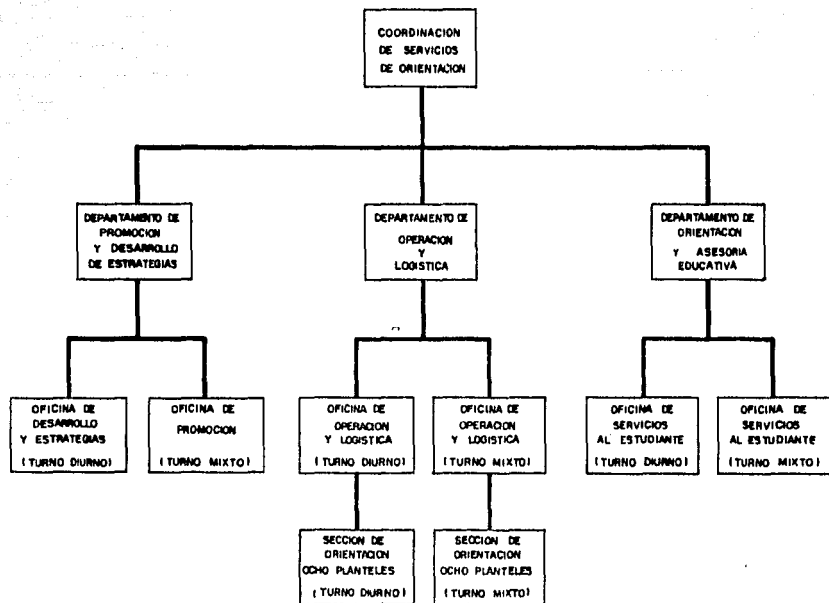 COORDINACION
DE SERVICIOS
DE ORIENTACION
DEPARTAMENTO DE
PROMOCION
Y DESARROLLO
DE ESTRATEGIAS
DEPARTAMENTO DE
OPERACION
Y
LOGISTICA
DEPARTAMENTO DE
ORIENTACION
Y ASESORIA
EDUCATIVA
OFICINA DE
DESARROLLO
Y ESTRATEGIAS
(TURNO DIURNO)
OFICINA DE
PROMOCION
(TURNO MIXTO)
OFICINA DE
OPERACION
Y LOGISTICA
(TURNO DIURNO)
OFICINA DE
OPERACION
Y LOGISTICA
(TURNO MIXTO)
OFICINA DE
SERVICIOS
AL ESTUDIANTE
(TURNO DIURNO)
OFICINA DE
SERVICIOS
AL ESTUDIANTE
(TURNO MIXTO)
SECCION DE
ORIENTACION
OCHO PLANTELES
(TURNO DIURNO)
SECCION DE
ORIENTACION
OCHO PLANTELES
(TURNO MIXTO)